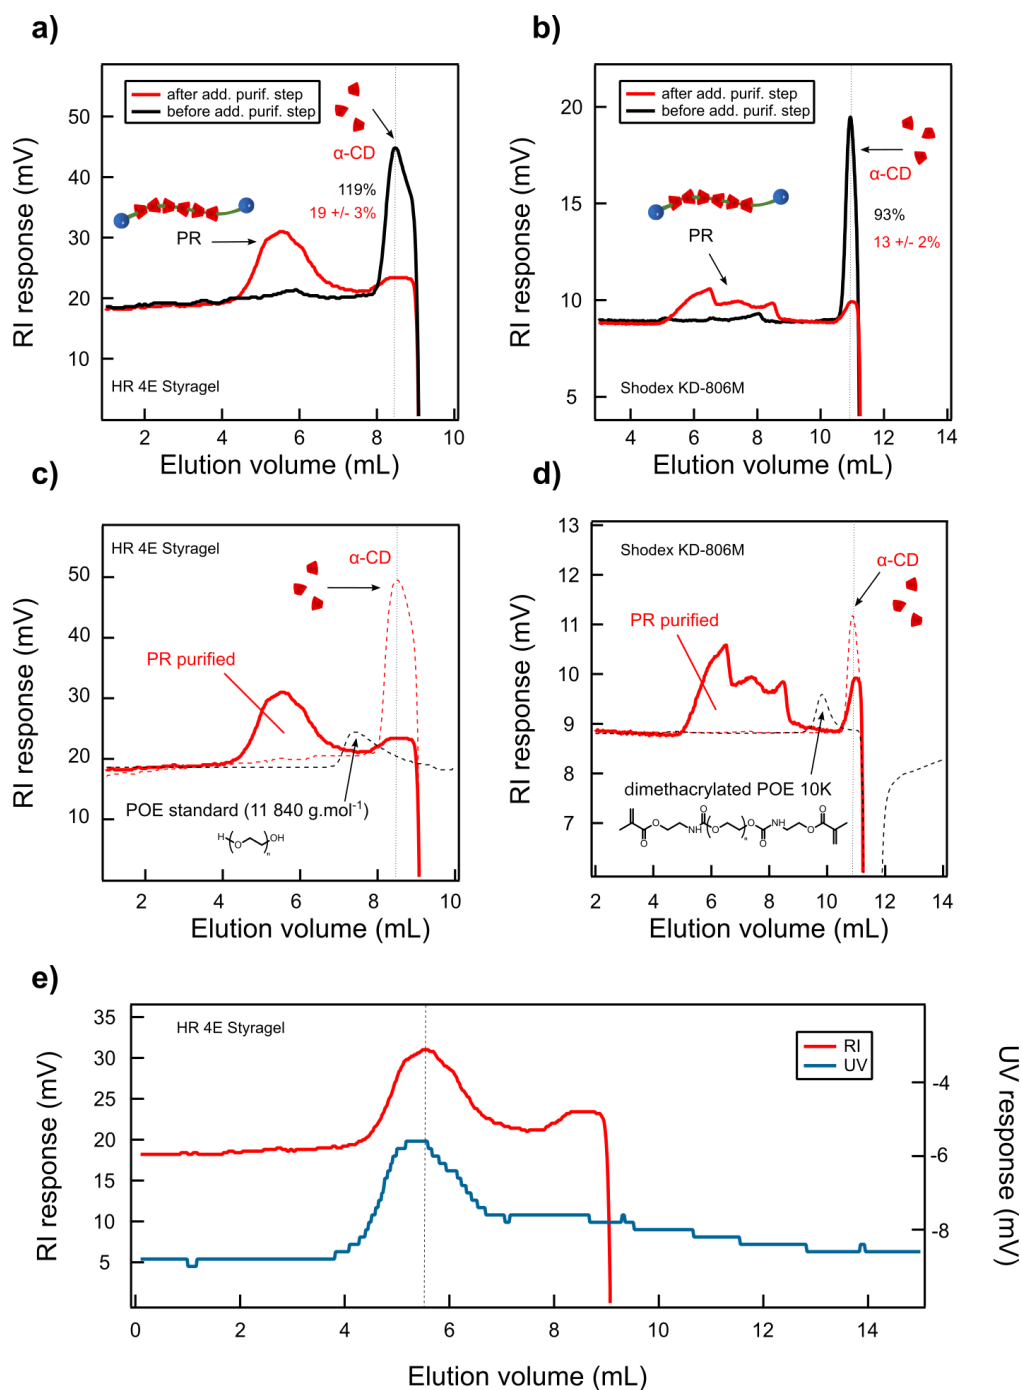 a)
after add. purif. step
before add. purif. step
α-CD
119%
19 +/- 3%
PR
HR 4E Styragel
50
40
30
20
10
RI response (mV)
2 4 6 8 10
Elution volume (mL)
b)
after add. purif. step
before add. purif. step
α-CD
93%
13 +/- 2%
PR
Shodex KD-806M
20
15
10
5
RI response (mV)
4 6 8 10 12 14
Elution volume (mL)
c)
HR 4E Styragel
α-CD
PR purified
POE standard (11 840 g.mol-1)
H O OH n
50
40
30
20
10
RI response (mV)
2 4 6 8 10
Elution volume (mL)
d)
Shodex KD-806M
α-CD
PR purified
dimethacrylated POE 10K
O O NH O O n O O NH O O
13
12
11
10
9
8
7
RI response (mV)
2 4 6 8 10 12 14
Elution volume (mL)
e)
HR 4E Styragel
RI
UV
35
30
25
20
15
10
5
RI response (mV)
-4
-6
-8
UV response (mV)
0 2 4 6 8 10 12 14
Elution volume (mL)